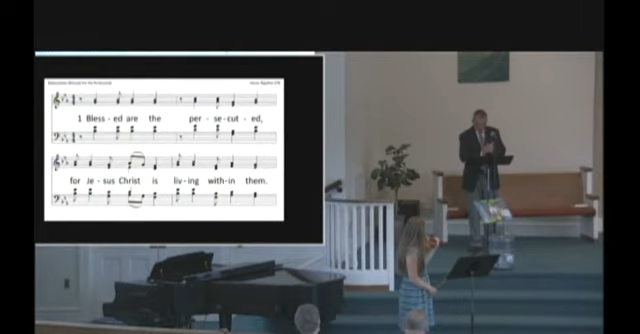 1 Bless - ed are the per - se - cut - ed,
for Je - sus Christ is liv - ing with - in them.